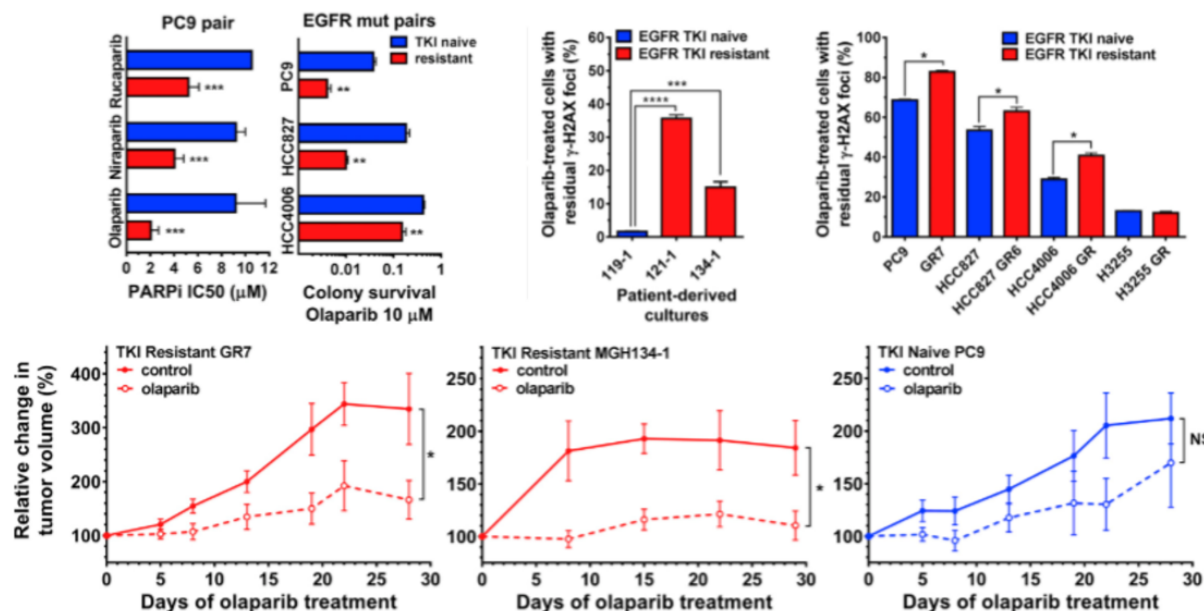 PC9 pair
Rucaparib
Niraparib
Olaparib
***
***
***
0 2 4 6 8 10 12
PARPi IC50 (μM)
EGFR mut pairs
TKI naive
resistant
PC9
HCC827
HCC4006
**
**
**
0.01 0.1 1
Colony survival
Olaparib 10 μM
Olaparib-treated cells with
residual γ-H2AX foci (%)
60
50
40
30
20
10
0
EGFR TKI naive
EGFR TKI resistant
***
****
119-1 121-1 134-1
Patient-derived
cultures
Olaparib-treated cells with
residual γ-H2AX foci (%)
100
80
60
40
20
0
EGFR TKI naive
EGFR TKI resistant
*
*
*
PC9 GR7 HCC827 HCC827 GR6 HCC4006 HCC4006 GR H3255 H3255 GR
Relative change in
tumor volume (%)
TKI Resistant GR7
control
olaparib
400
300
200
100
*
0 5 10 15 20 25 30
Days of olaparib treatment
TKI Resistant MGH134-1
control
olaparib
250
200
150
100
*
0 5 10 15 20 25 30
Days of olaparib treatment
TKI Naive PC9
control
olaparib
250
200
150
100
NS
0 5 10 15 20 25 30
Days of olaparib treatment